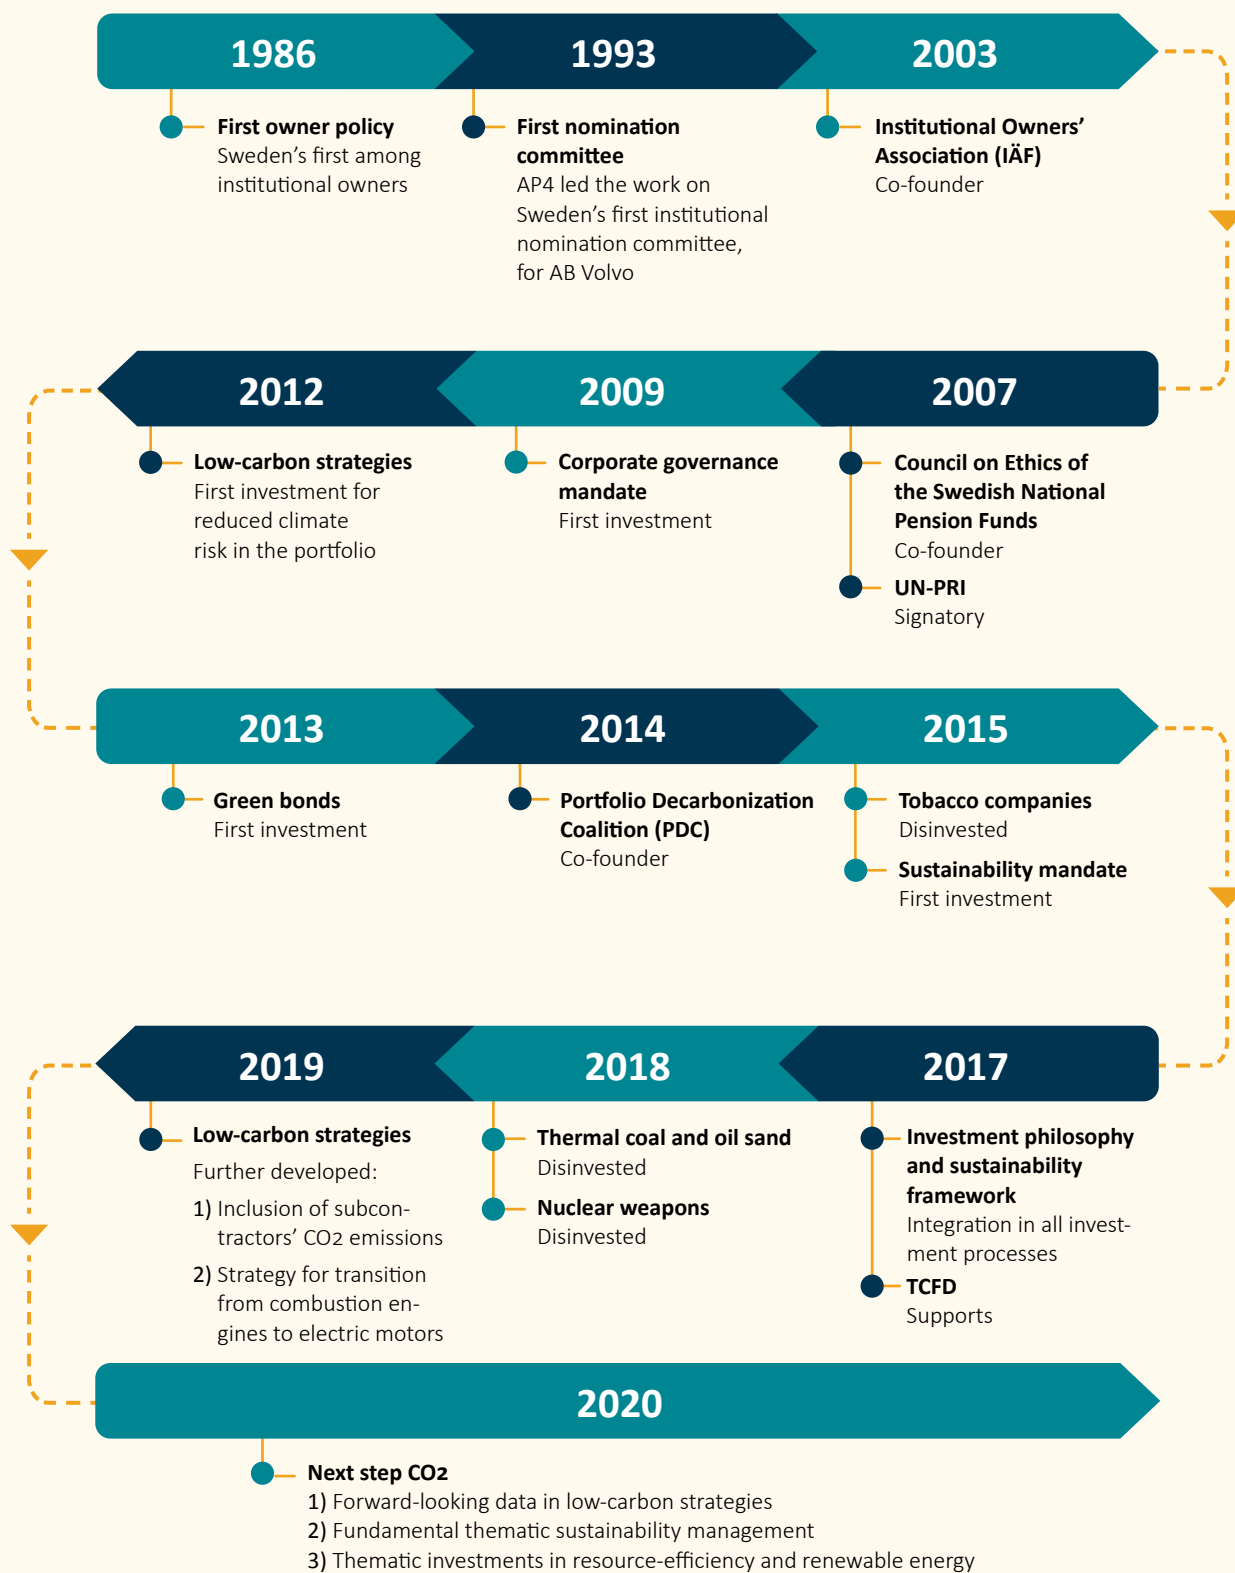 1986
First owner policy
Sweden's first among
institutional owners
1993
First nomination
committee
AP4 led the work on
Sweden's first institutional
nomination committee,
for AB Volvo
2003
Institutional Owners'
Association (IÄF)
Co-founder
2007
Council on Ethics of
the Swedish National
Pension Funds
Co-founder
UN-PRI
Signatory
2009
Corporate governance
mandate
First investment
2012
Low-carbon strategies
First investment for
reduced climate
risk in the portfolio
2013
Green bonds
First investment
2014
Portfolio Decarbonization
Coalition (PDC)
Co-founder
2015
Tobacco companies
Disinvested
Sustainability mandate
First investment
2017
Investment philosophy
and sustainability
framework
Integration in all invest-
ment processes
TCFD
Supports
2018
Thermal coal and oil sand
Disinvested
Nuclear weapons
Disinvested
2019
Low-carbon strategies
Further developed:
1) Inclusion of subcon-
tractors' CO2 emissions
2) Strategy for transition
from combustion en-
gines to electric motors
2020
Next step CO2
1) Forward-looking data in low-carbon strategies
2) Fundamental thematic sustainability management
3) Thematic investments in resource-efficiency and renewable energy